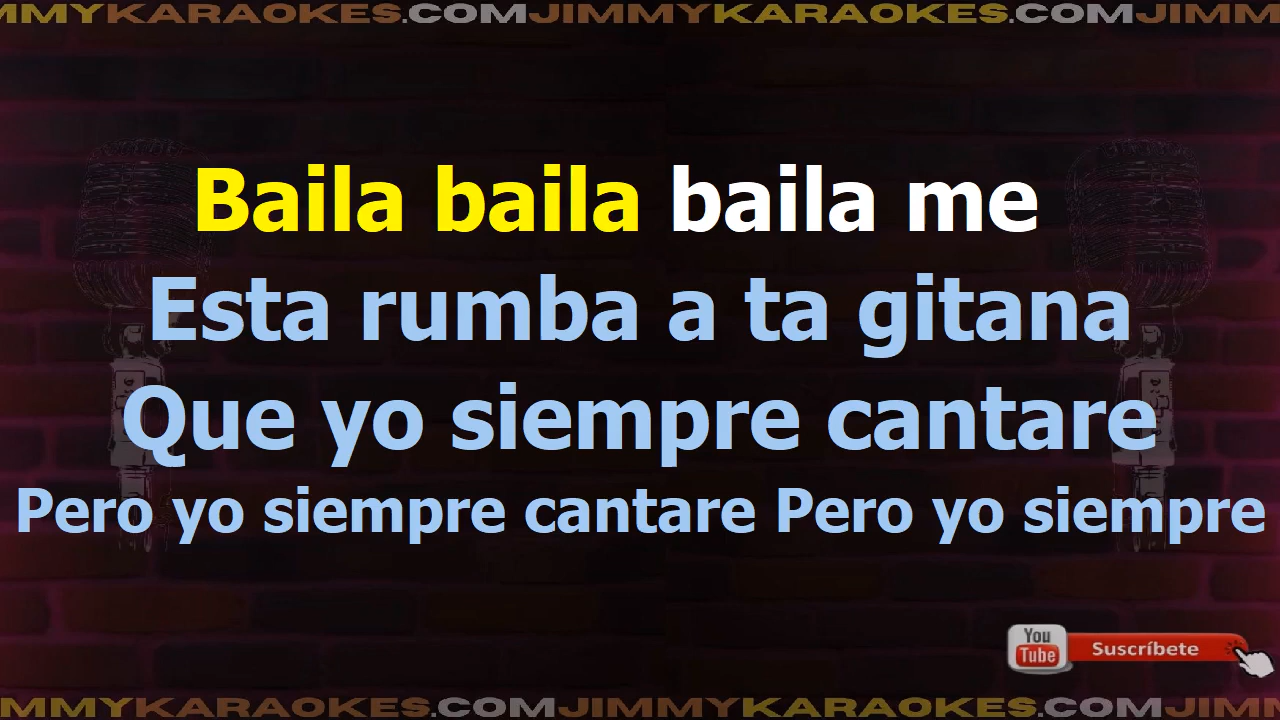 JIMMYKARAOKES.COMJIMMYKARAOKES.COMJIMM
Baila baila baila me
Esta rumba a ta gitana
Que yo siempre cantare
Pero yo siempre cantare Pero yo siempre
You
Tube
Suscríbete
MMYKARAOKES.COMJIMMYKARAOKES.COMJIMM